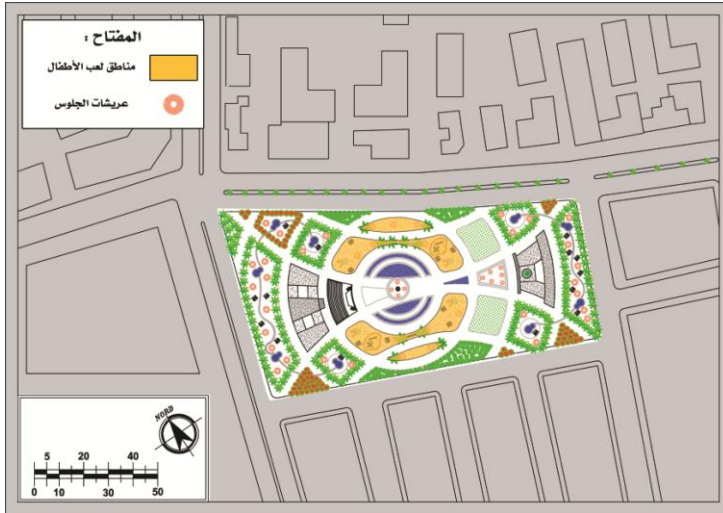 المفتاح :
مناطق لعب الأطفال
عريشات الجلوس
NORD
5 20 40
0 10 30 50